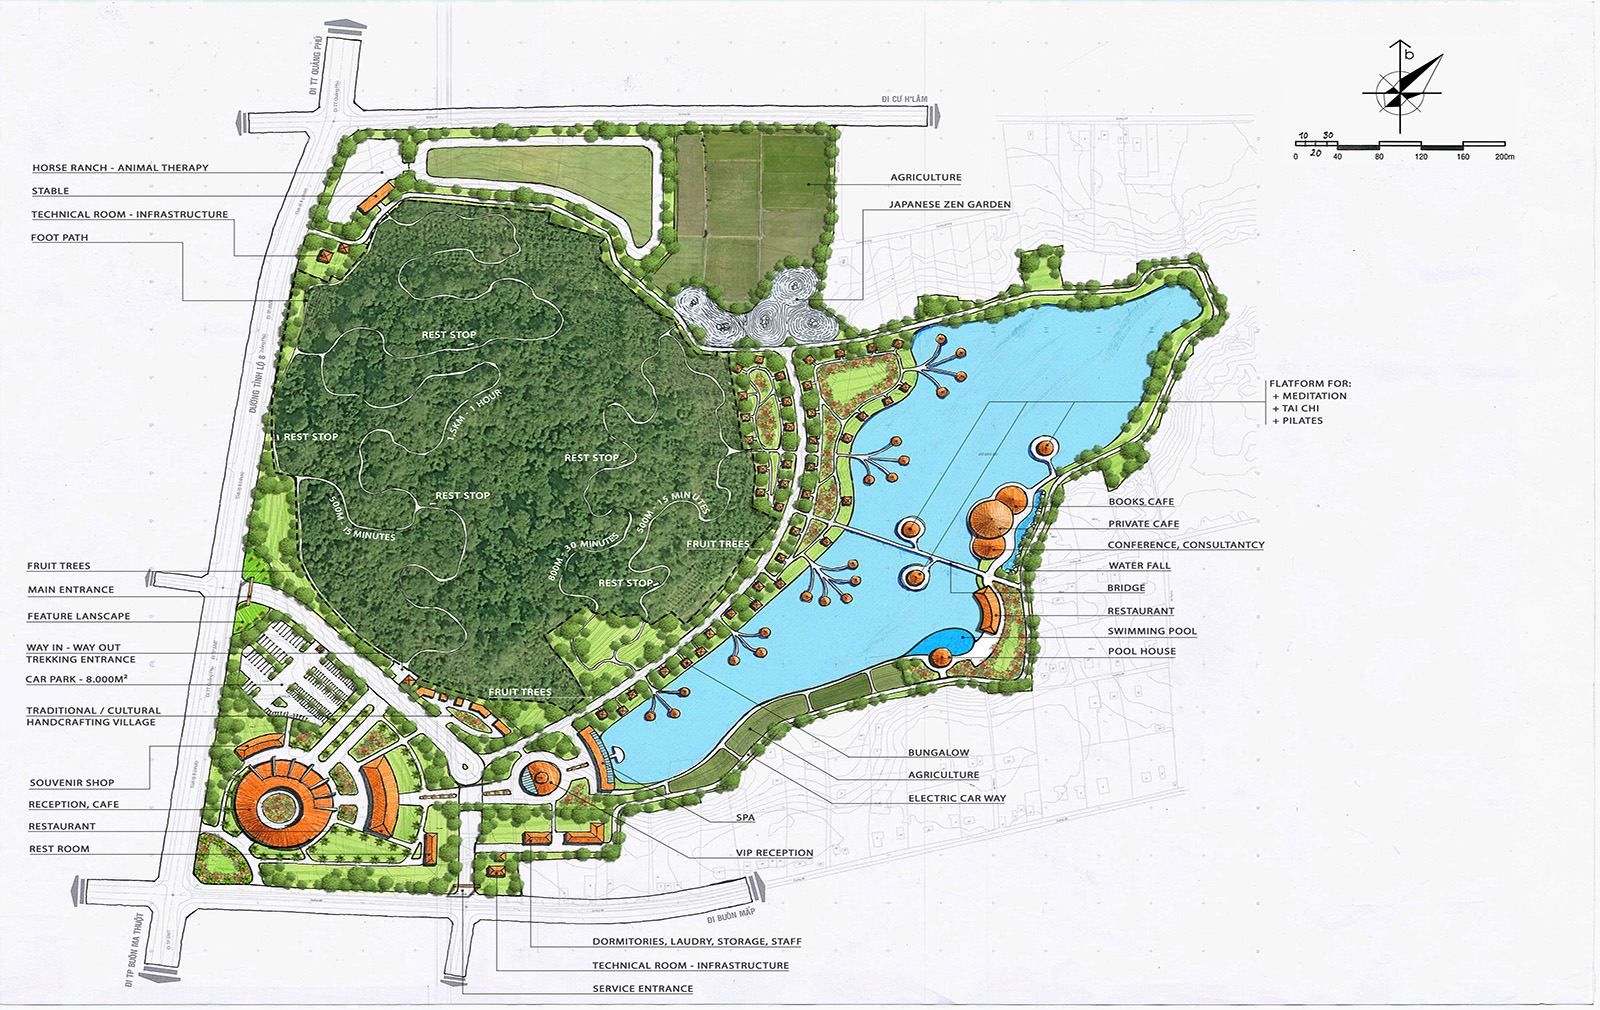 ĐI TT QUẢNG PHÚ
ĐI CƯ H'LÂM
b
10 30
0 20 40 80 120 160 200m
HORSE RANCH - ANIMAL THERAPY
STABLE
TECHNICAL ROOM - INFRASTRUCTURE
FOOT PATH
AGRICULTURE
JAPANESE ZEN GARDEN
ĐƯỜNG TỈNH LỘ 8
REST STOP
1.5KM - 1 HOUR
REST STOP
REST STOP
REST STOP
500M 15 MINUTES
500M 15 MINUTES
800M - 30 MINUTES
REST STOP
FRUIT TREES
FRUIT TREES
FLATFORM FOR:
+ MEDITATION
+ TAI CHI
+ PILATES
BOOKS CAFE
PRIVATE CAFE
CONFERENCE, CONSULTANTCY
WATER FALL
BRIDGE
RESTAURANT
SWIMMING POOL
POOL HOUSE
FRUIT TREES
MAIN ENTRANCE
FEATURE LANSCAPE
WAY IN - WAY OUT
TREKKING ENTRANCE
CAR PARK - 8.000M²
TRADITIONAL / CULTURAL
HANDCRAFTING VILLAGE
SOUVENIR SHOP
RECEPTION, CAFE
RESTAURANT
REST ROOM
BUNGALOW
AGRICULTURE
ELECTRIC CAR WAY
SPA
VIP RECEPTION
ĐI BUÔN MẤP
ĐI TP BUÔN MA THUỘT
DORMITORIES, LAUDRY, STORAGE, STAFF
TECHNICAL ROOM - INFRASTRUCTURE
SERVICE ENTRANCE